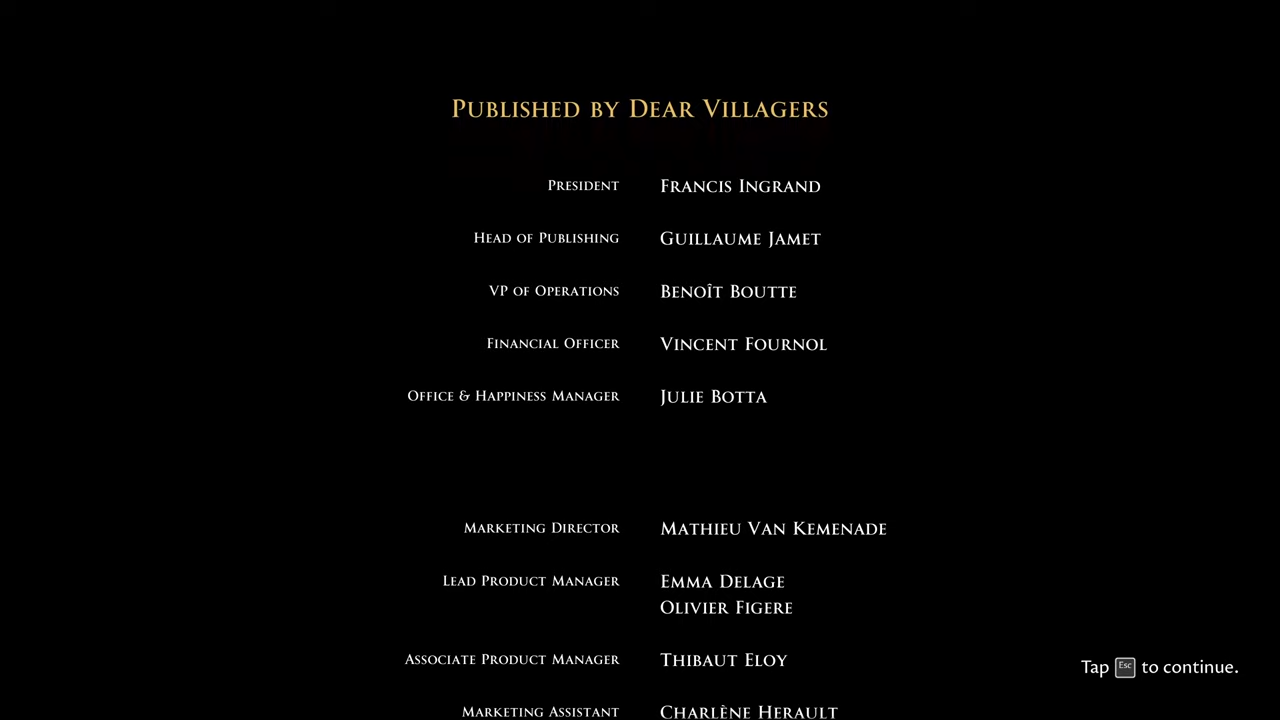 Published by Dear Villagers
President Francis Ingrand
Head of Publishing Guillaume Jamet
VP of Operations Benoît Boutte
Financial Officer Vincent Fournol
Office & Happiness Manager Julie Botta
Marketing Director Mathieu Van Kemenade
Lead Product Manager Emma Delage
Olivier Figere
Associate Product Manager Thibaut Eloy
Tap Esc to continue.
Marketing Assistant Charlène Herault